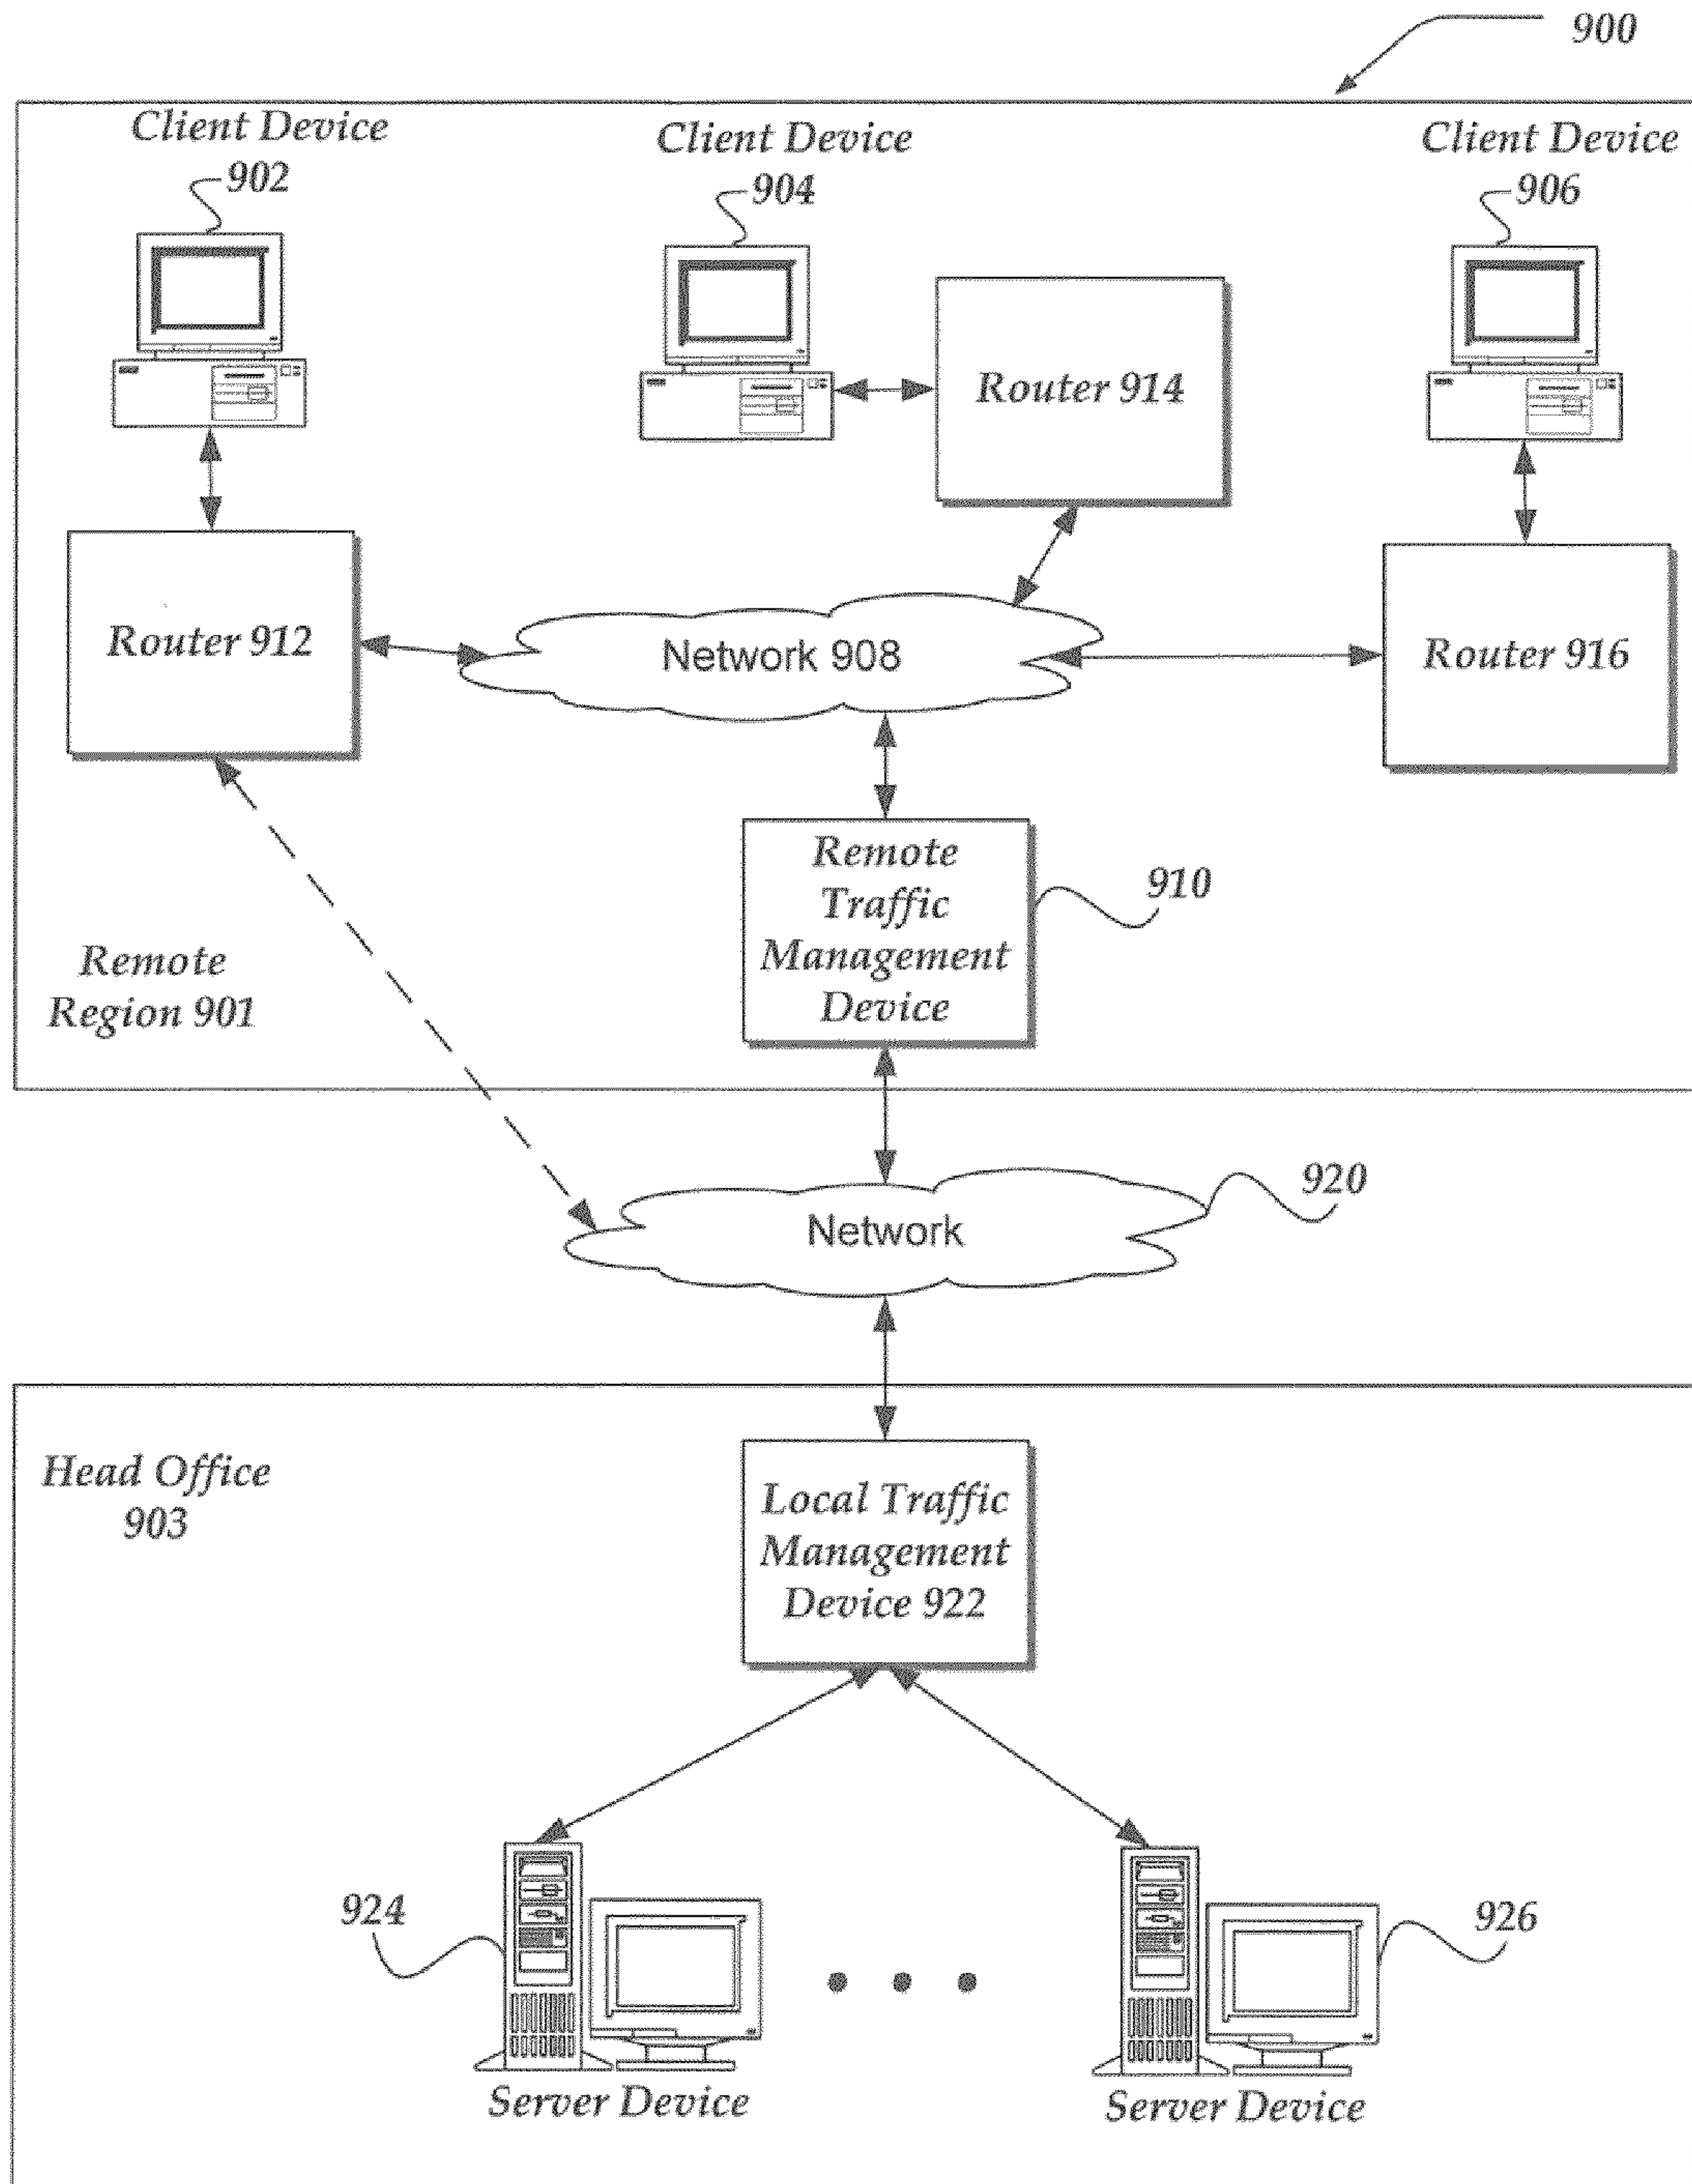 900
Client Device
902
Client Device
904
Client Device
906
Router 914
Router 912
Network 908
Router 916
Remote
Traffic
Management
Device
910
Remote
Region 901
920
Network
Head Office
903
Local Traffic
Management
Device 922
924
926
Server Device
Server Device